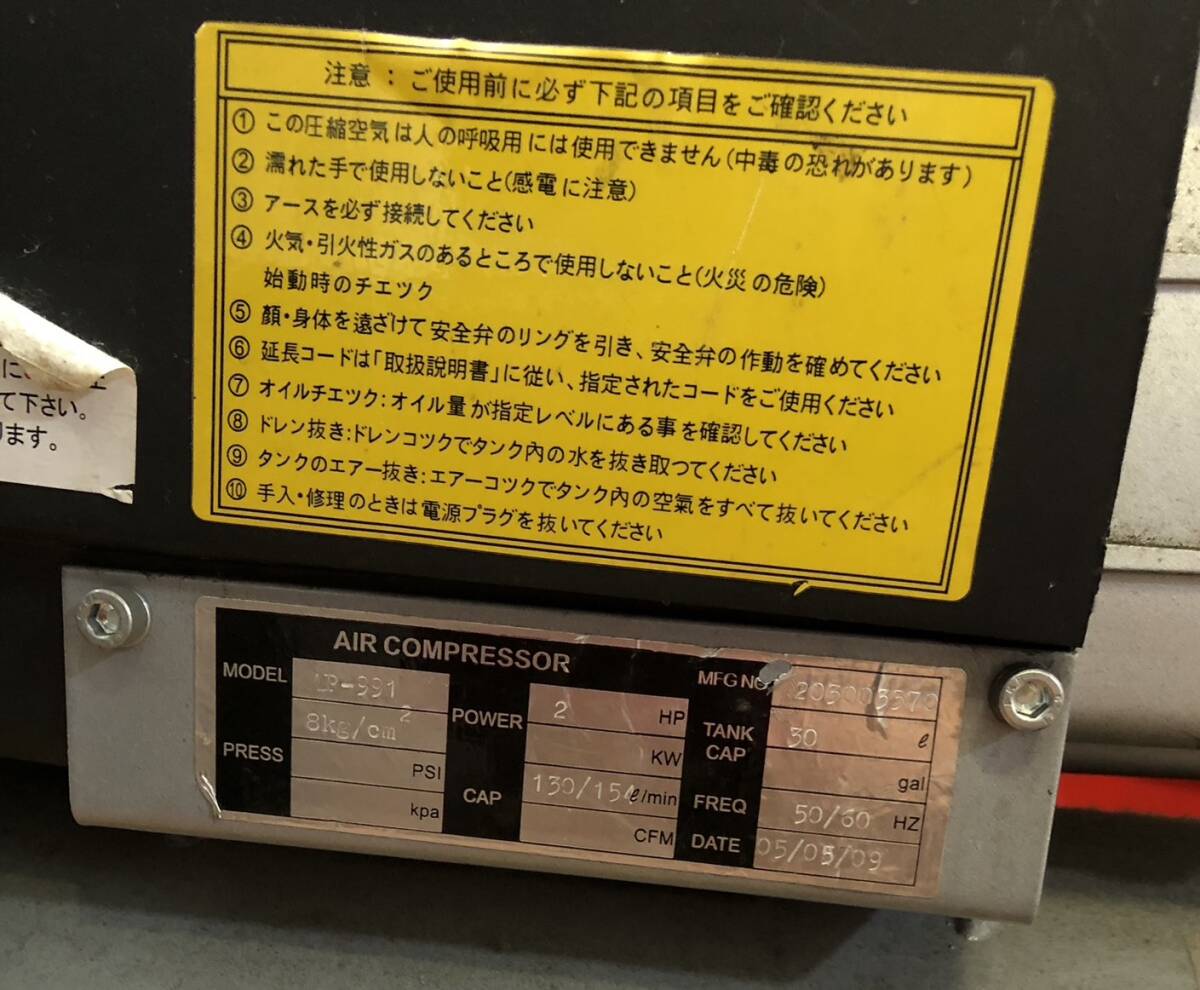 注意 : ご使用前に必ず下記の項目をご確認ください
① この圧縮空気は人の呼吸用には使用できません(中毒の恐れがあります)
② 濡れた手で使用しないこと(感電に注意)
③ アースを必ず接続してください
④ 火気・引火性ガスのあるところで使用しないこと(火災の危険)
始動時のチエツク
⑤ 顔・身体を遠ざけて安全弁のリングを引き、安全弁の作動を確めてください
⑥ 延長コードは「取扱説明書」に従い、指定されたコードをご使用ください
⑦ オイルチエツク:オイル量が指定レベルにある事を確認してください
⑧ ドレン抜き:ドレンコツクでタンク内の水を抜き取つてください
⑨ タンクのエアー抜き:エアーコツクでタンク内の空氣をすべて抜いてください
⑩ 手入・修理のときは電源プラグを抜いてください
て下さい。
ります。
AIR COMPRESSOR
MODEL LP-991
PRESS 8kg/cm²
PSI
kpa
POWER 2 HP
KW
CAP 130/154 ℓ/min
CFM
MFG NO 205003570
TANK CAP 30 ℓ
gal
FREQ 50/60 HZ
DATE 05/05/09